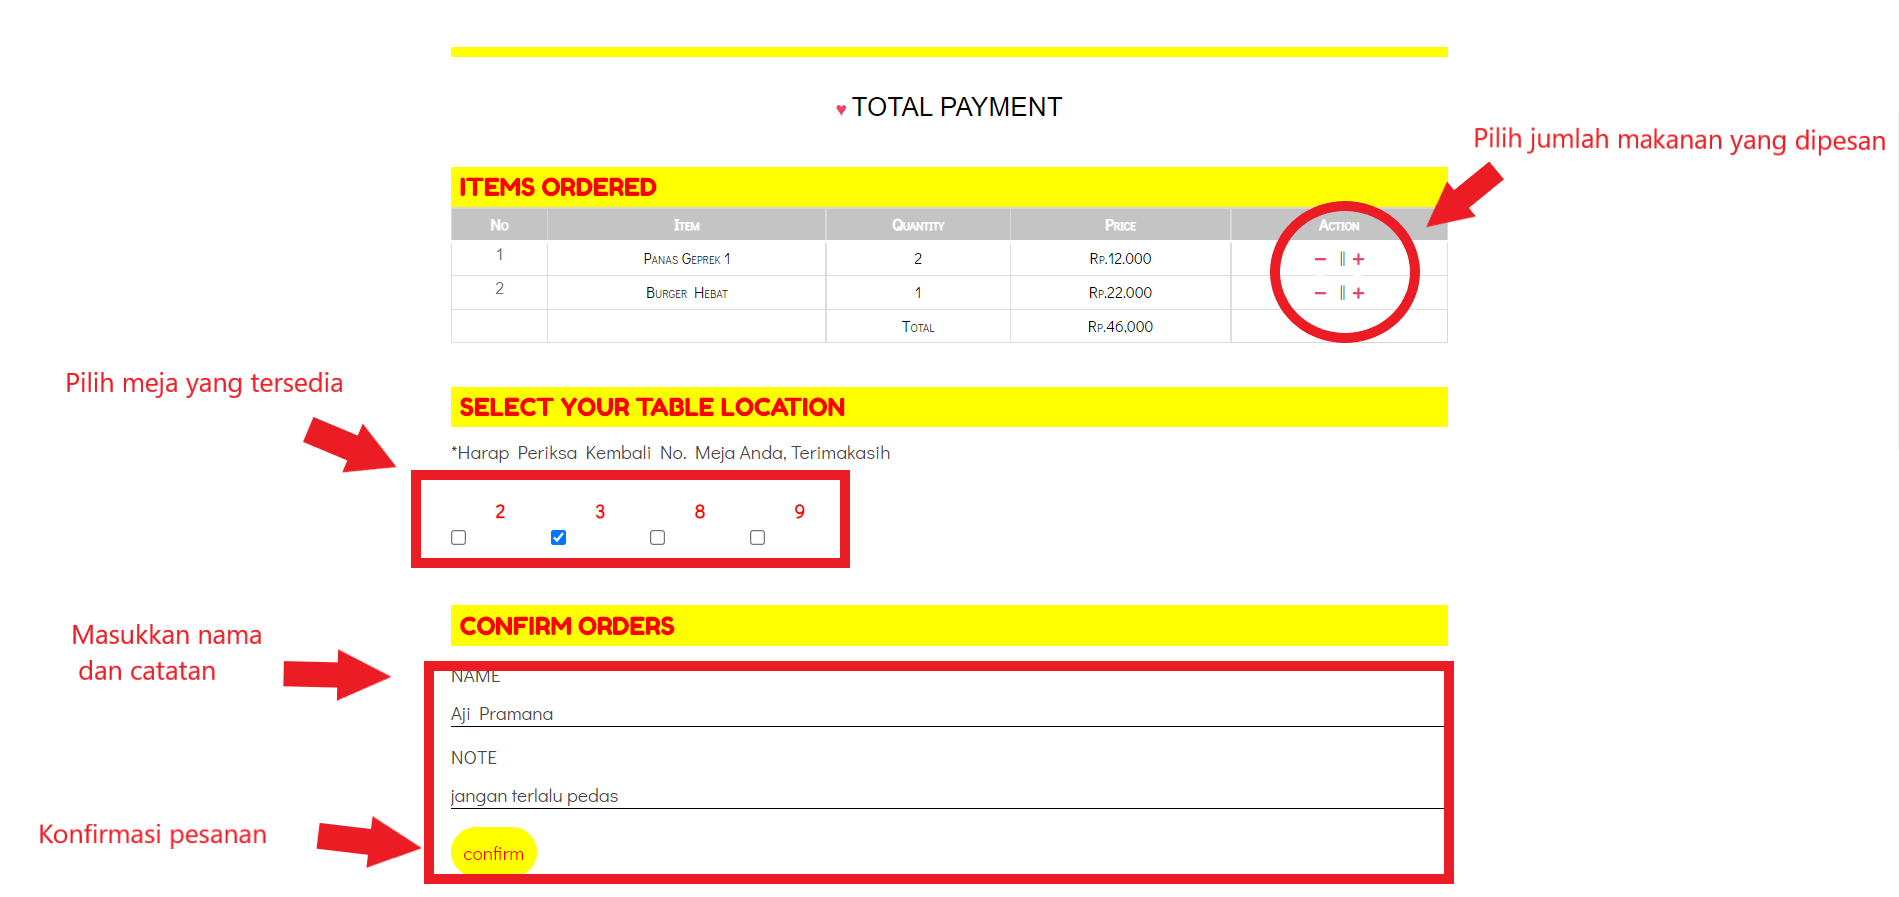 ♥ TOTAL PAYMENT
Pilih jumlah makanan yang dipesan
ITEMS ORDERED
No Item Quantity Price Action
1 Panas Geprek 1 2 Rp.12.000 − || +
2 Burger Hebat 1 Rp.22.000 − || +
Total Rp.46,000
Pilih meja yang tersedia
SELECT YOUR TABLE LOCATION
*Harap Periksa Kembali No. Meja Anda, Terimakasih
2 3 8 9
Masukkan nama
dan catatan
CONFIRM ORDERS
NAME
Aji Pramana
NOTE
jangan terlalu pedas
Konfirmasi pesanan
confirm